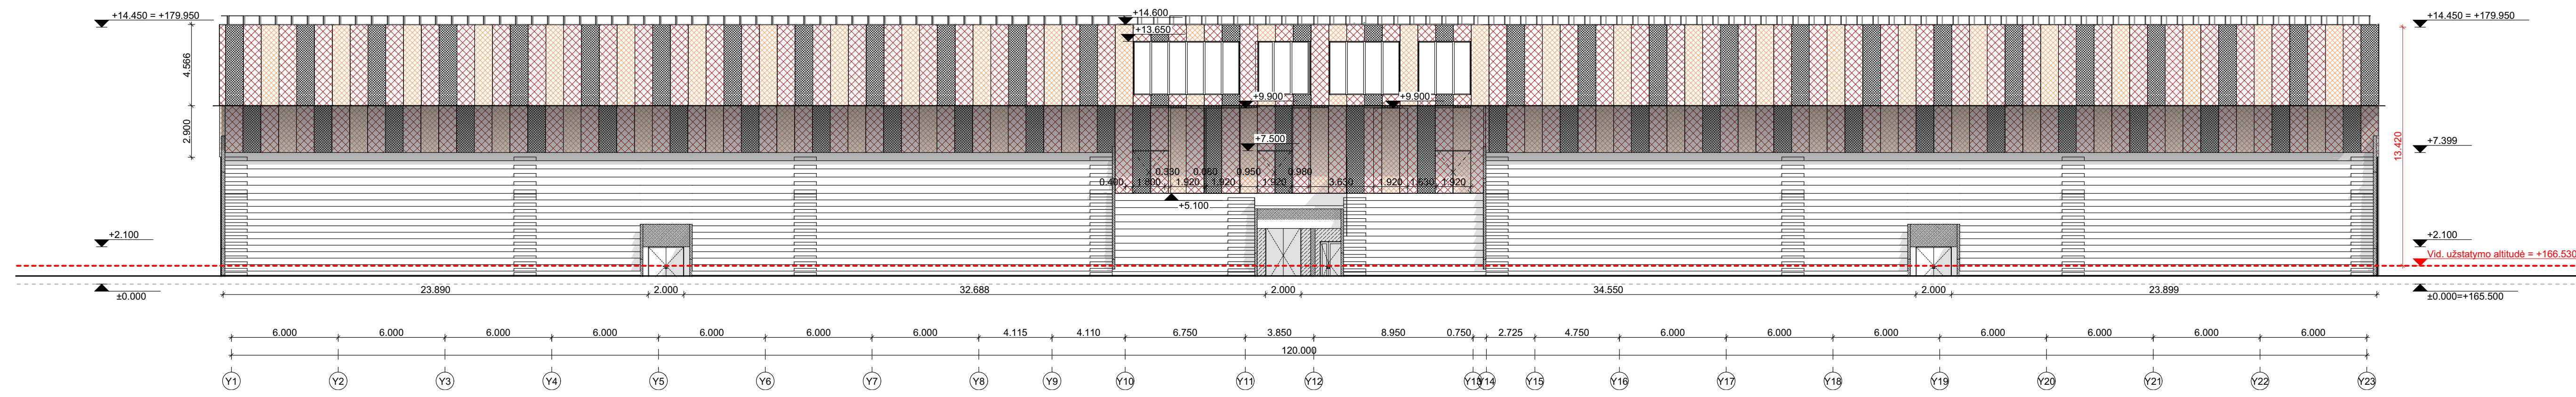 +14.450 = +179.950
+14.600
+14.450 = +179.950
+13.650
4.566
+9.900
+9.900
2.900
+7.500
13.420
+7.399
0.330
0.080
0.950
0.980
0.400
1.800
1.920
1.920
1.920
3.630
1.920
1.630
1.920
+5.100
+2.100
+2.100
Vid. užstatymo altitudė = +166.530
±0.000
±0.000=+165.500
23.890
2.000
32.688
2.000
34.550
2.000
23.899
6.000
6.000
6.000
6.000
6.000
6.000
6.000
4.115
4.110
6.750
3.850
8.950
0.750
2.725
4.750
6.000
6.000
6.000
6.000
6.000
6.000
6.000
120.000
Y1
Y2
Y3
Y4
Y5
Y6
Y7
Y8
Y9
Y10
Y11
Y12
Y13
Y14
Y15
Y16
Y17
Y18
Y19
Y20
Y21
Y22
Y23